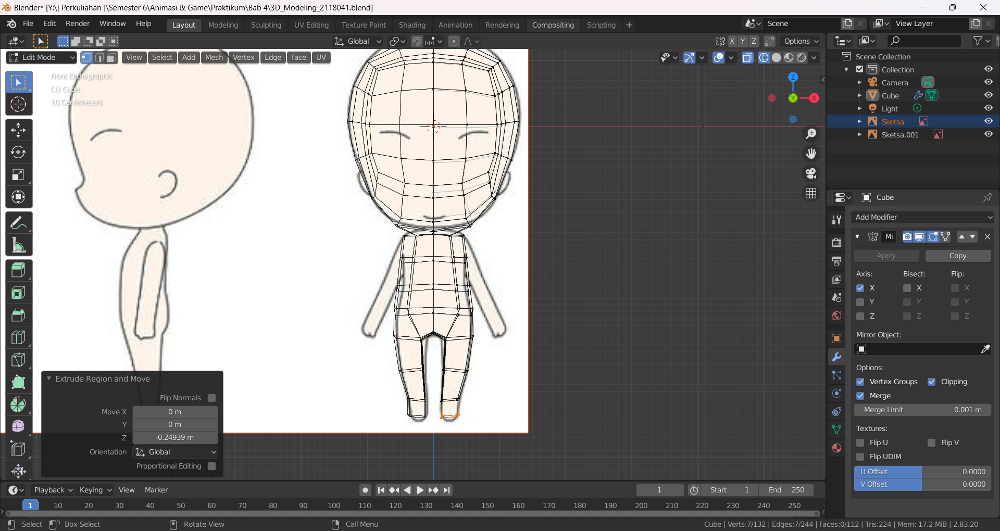 Blender* [Y:\[ Perkuliahan ]\Semester 6\Animasi & Game\Praktikum\Bab 4\3D_Modeling_2118041.blend]
File Edit Render Window Help Layout Modeling Sculpting UV Editing Texture Paint Shading Animation Rendering Compositing Scripting + Scene View Layer
Global X Y Z Options
Edit Mode View Select Add Mesh Vertex Edge Face UV
Front Orthographic
(1) Cube
10 Centimeters
Z
Y
X
Scene Collection
Collection
Camera
Cube
Light
Sketsa
Sketsa.001
Cube
Add Modifier
Mi
Apply Copy
Axis: Bisect: Flip:
X X X
Y Y Y
Z Z Z
Mirror Object:
Options:
Vertex Groups Clipping
Merge
Merge Limit 0.001 m
Textures:
Flip U Flip V
Flip UDIM
U Offset 0.0000
V Offset 0.0000
Extrude Region and Move
Flip Normals
Move X 0 m
Y 0 m
Z -0.24939 m
Orientation Global
Proportional Editing
Playback Keying View Marker 1 Start 1 End 250
1 10 20 30 40 50 60 70 80 90 100 110 120 130 140 150 160 170 180 190 200 210 220 230 240 250
Select Box Select Rotate View Call Menu Cube | Verts:7/132 | Edges:7/244 | Faces:0/112 | Tris:224 | Mem: 17.2 MiB | 2.83.20